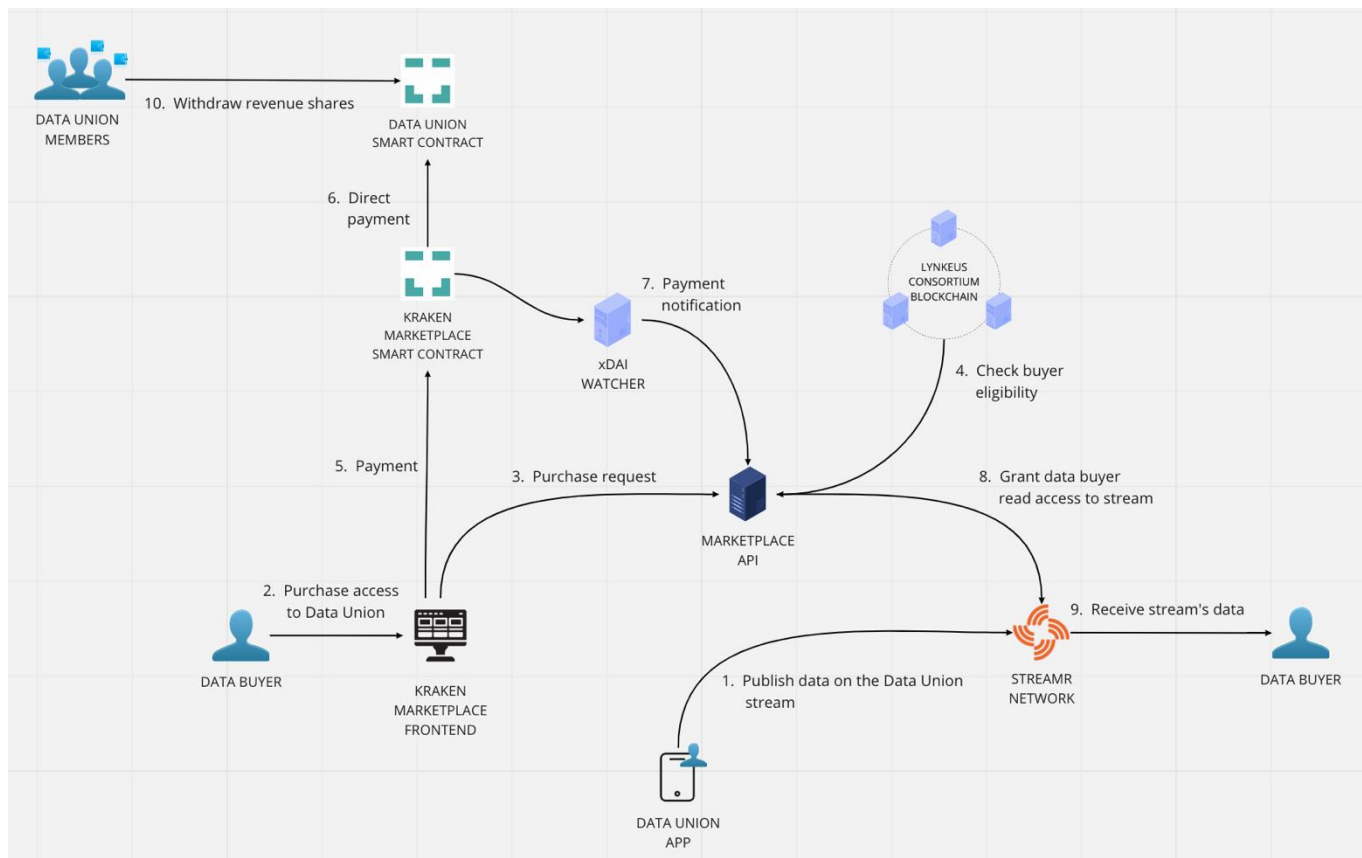 10. Withdraw revenue shares
DATA UNION
MEMBERS
DATA UNION
SMART CONTRACT
6. Direct
payment
KRAKEN
MARKETPLACE
SMART CONTRACT
7. Payment
notification
xDAI
WATCHER
LYNKEUS
CONSORTIUM
BLOCKCHAIN
4. Check buyer
eligibility
5. Payment
3. Purchase request
8. Grant data buyer
read access to stream
MARKETPLACE
API
2. Purchase access
to Data Union
DATA BUYER
KRAKEN
MARKETPLACE
FRONTEND
9. Receive stream's data
1. Publish data on the Data Union
stream
STREAMR
NETWORK
DATA BUYER
DATA UNION
APP